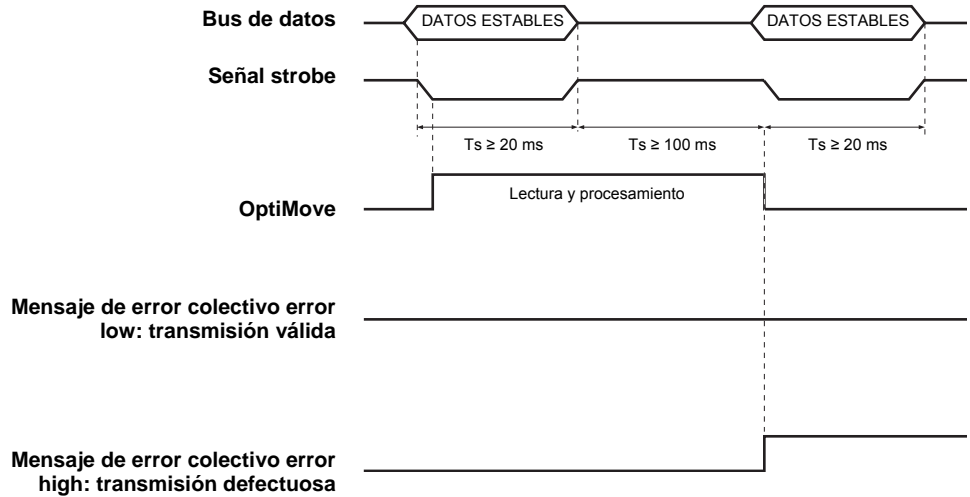 Bus de datos
DATOS ESTABLES
DATOS ESTABLES
Señal strobe
Ts ≥ 20 ms
Ts ≥ 100 ms
Ts ≥ 20 ms
OptiMove
Lectura y procesamiento
Mensaje de error colectivo error
low: transmisión válida
Mensaje de error colectivo error
high: transmisión defectuosa